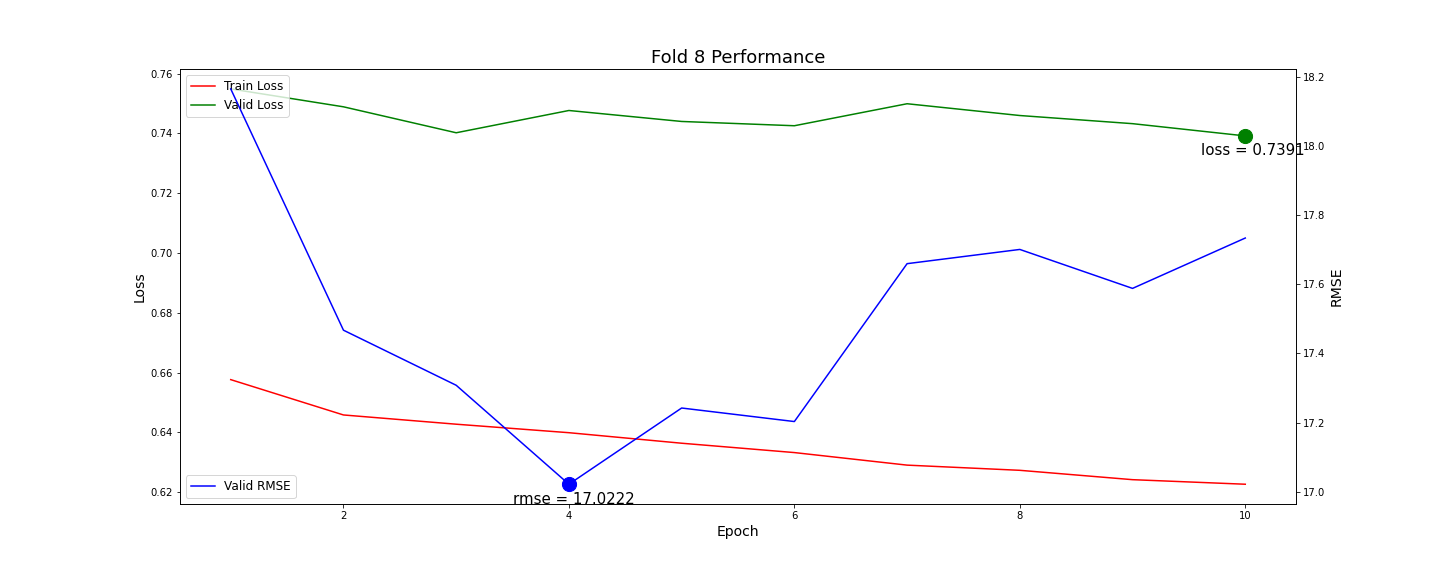 Fold 8 Performance
Train Loss
Valid Loss
Valid RMSE
loss = 0.7391
rmse = 17.0222
Loss
0.76
0.74
0.72
0.70
0.68
0.66
0.64
0.62
RMSE
18.2
18.0
17.8
17.6
17.4
17.2
17.0
2
4
6
8
10
Epoch